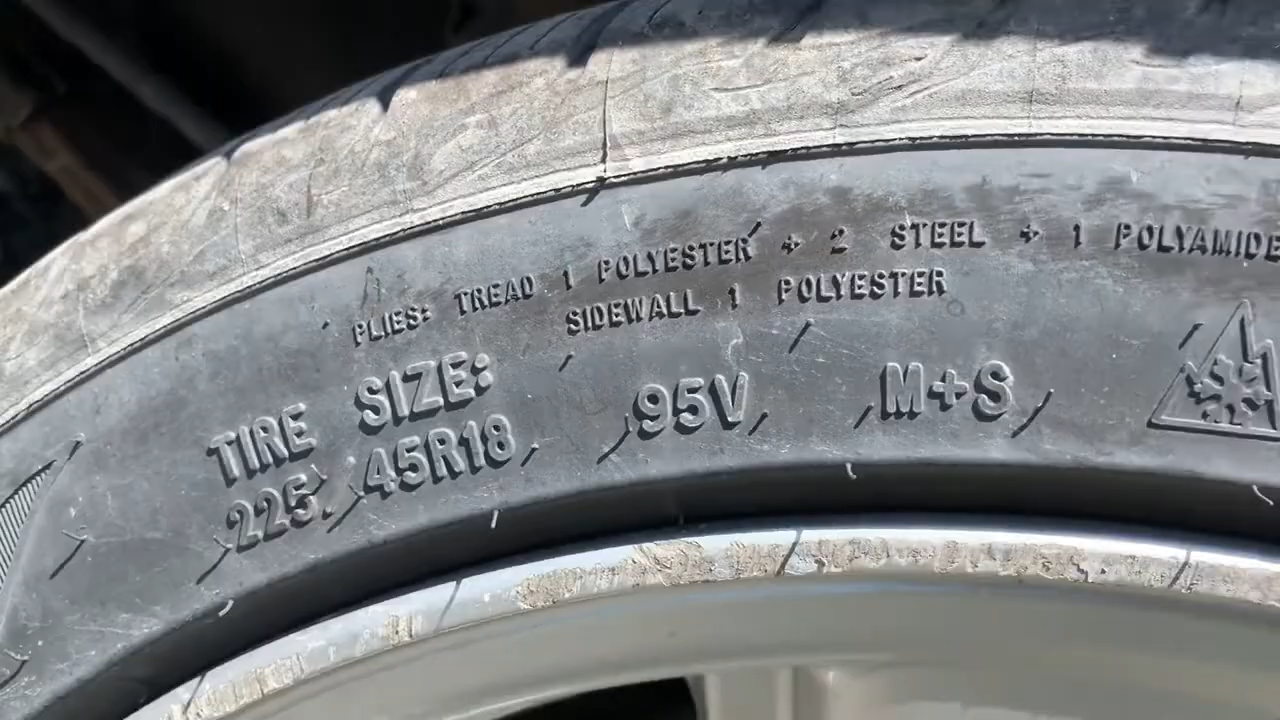 PLIES: TREAD 1 POLYESTER + 2 STEEL + 1 POLYAMIDE
SIDEWALL 1 POLYESTER
TIRE SIZE:
225/45R18 95V M+S